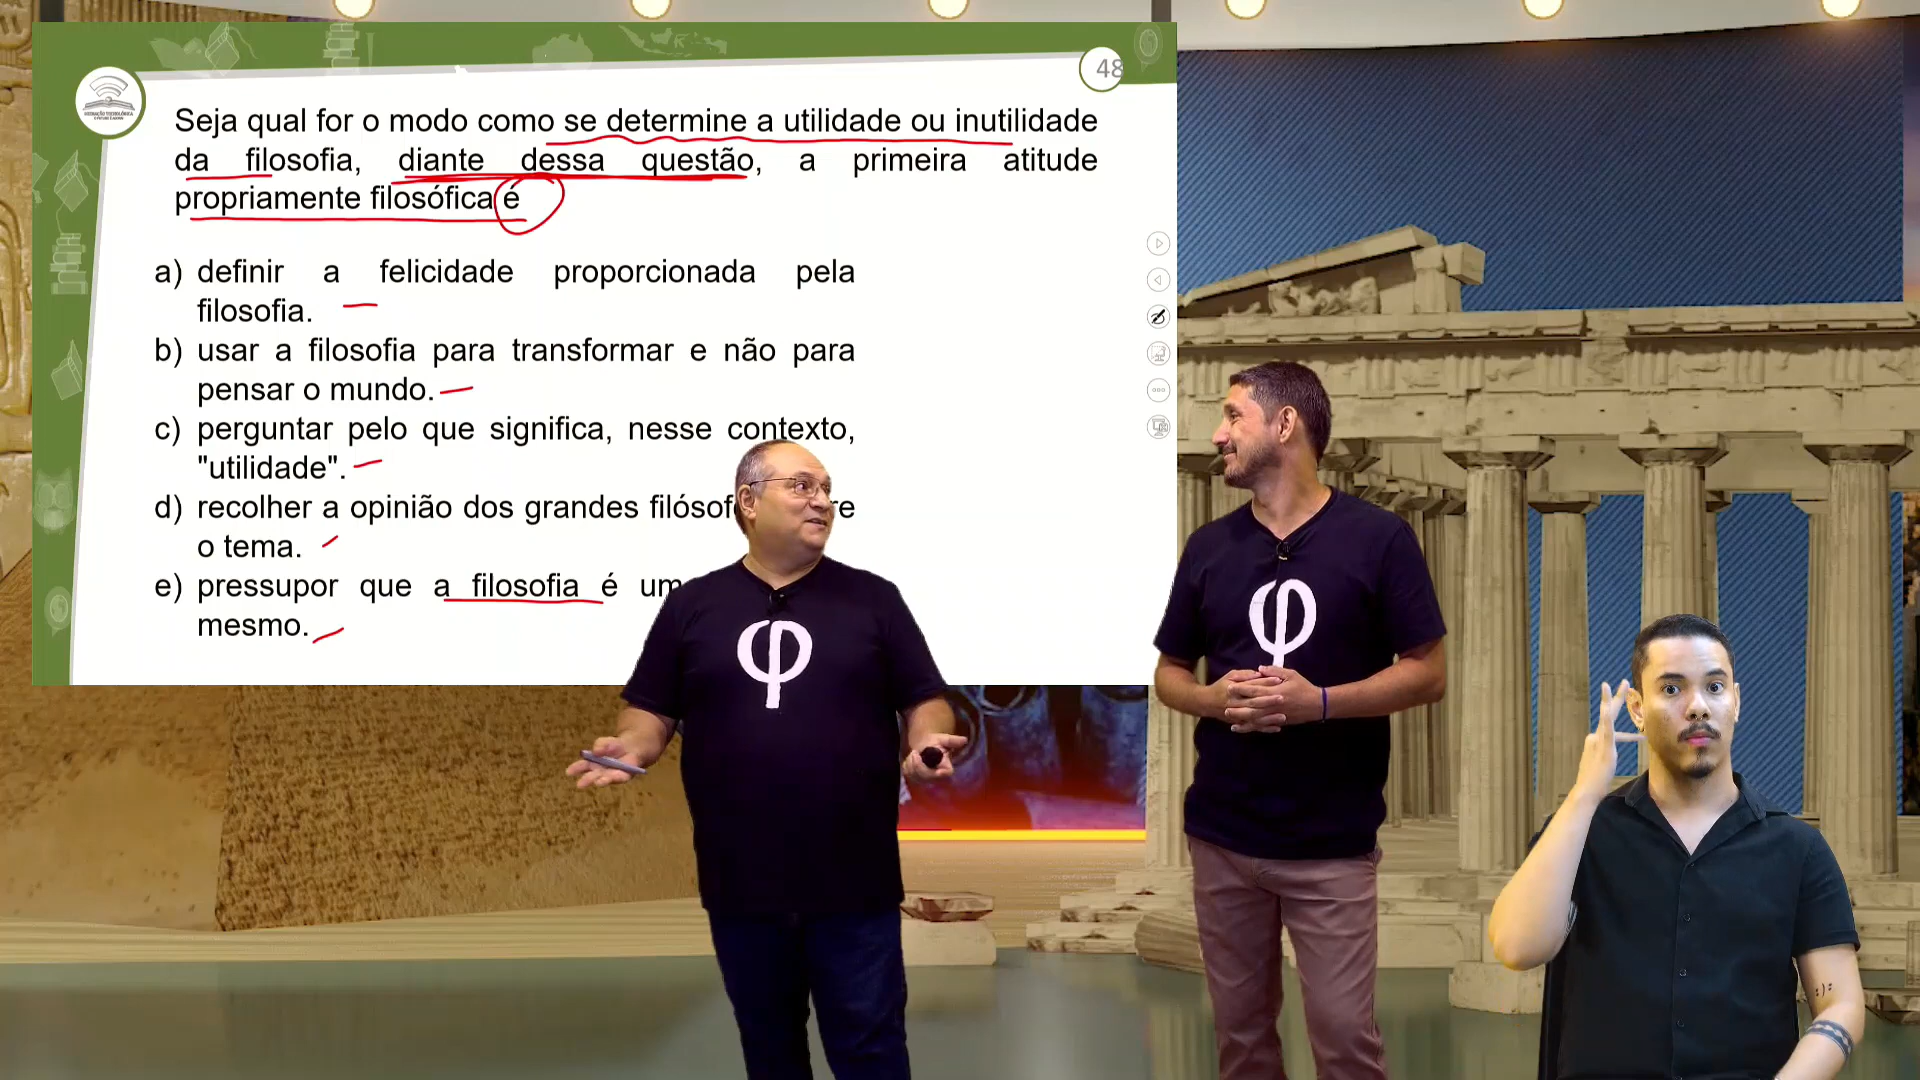 48
Seja qual for o modo como se determine a utilidade ou inutilidade
da filosofia, diante dessa questão, a primeira atitude
propriamente filosófica é
a) definir a felicidade proporcionada pela
filosofia.
b) usar a filosofia para transformar e não para
pensar o mundo.
c) perguntar pelo que significa, nesse contexto,
"utilidade".
d) recolher a opinião dos grandes
o tema.
e) pressupor que a filosofia é
mesmo.
φ
φ